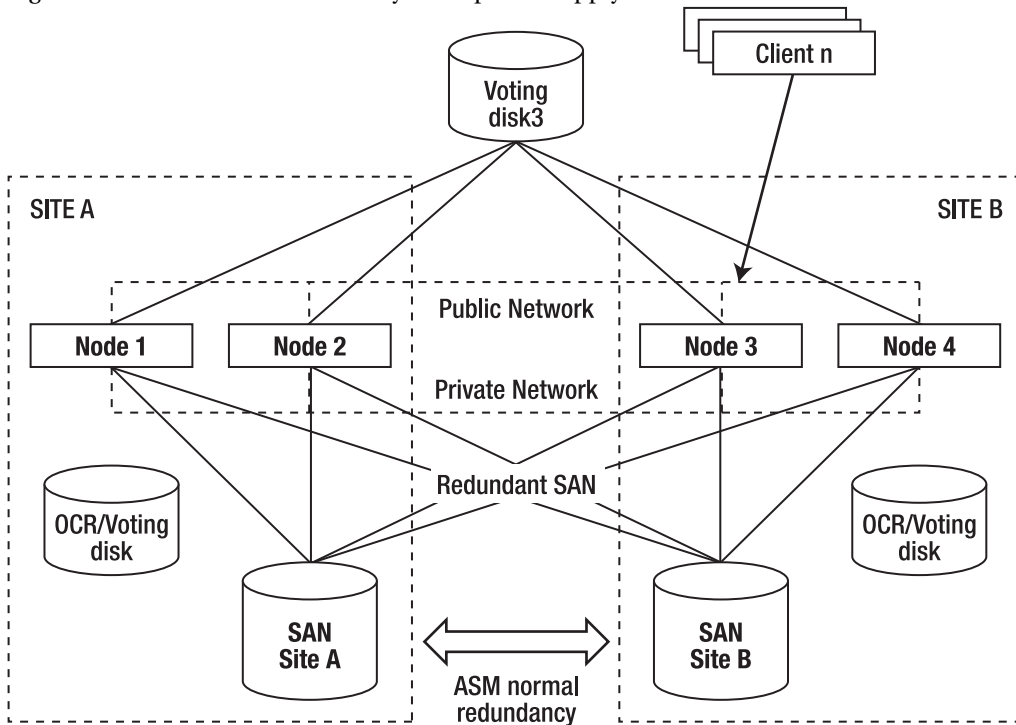 Client n
Voting
disk3
SITE A
SITE B
Public Network
Node 1
Node 2
Node 3
Node 4
Private Network
Redundant SAN
OCR/Voting
disk
OCR/Voting
disk
SAN
Site A
SAN
Site B
ASM normal
redundancy